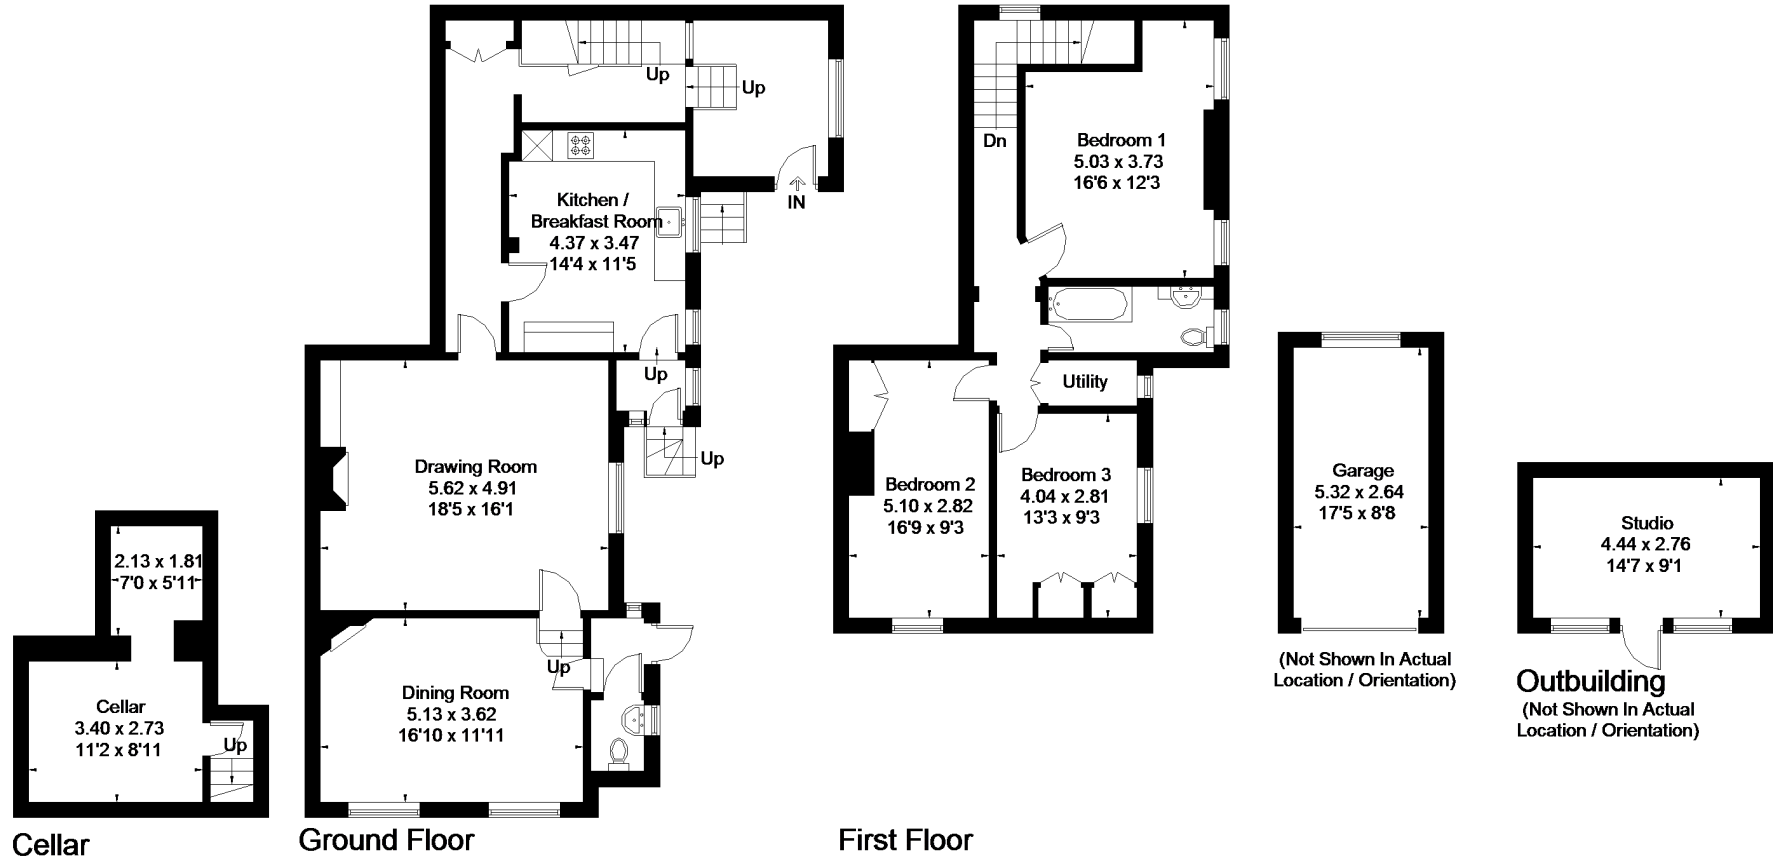 2.13 x 1.81
7'0 x 5'11
Cellar
3.40 x 2.73
11'2 x 8'11
Up
Cellar
Up
Up
IN
Kitchen /
Breakfast Room
4.37 x 3.47
14'4 x 11'5
Up
Up
Drawing Room
5.62 x 4.91
18'5 x 16'1
Up
Dining Room
5.13 x 3.62
16'10 x 11'11
Ground Floor
Dn
Bedroom 1
5.03 x 3.73
16'6 x 12'3
Utility
Bedroom 2
5.10 x 2.82
16'9 x 9'3
Bedroom 3
4.04 x 2.81
13'3 x 9'3
First Floor
Garage
5.32 x 2.64
17'5 x 8'8
(Not Shown In Actual
Location / Orientation)
Studio
4.44 x 2.76
14'7 x 9'1
Outbuilding
(Not Shown In Actual
Location / Orientation)